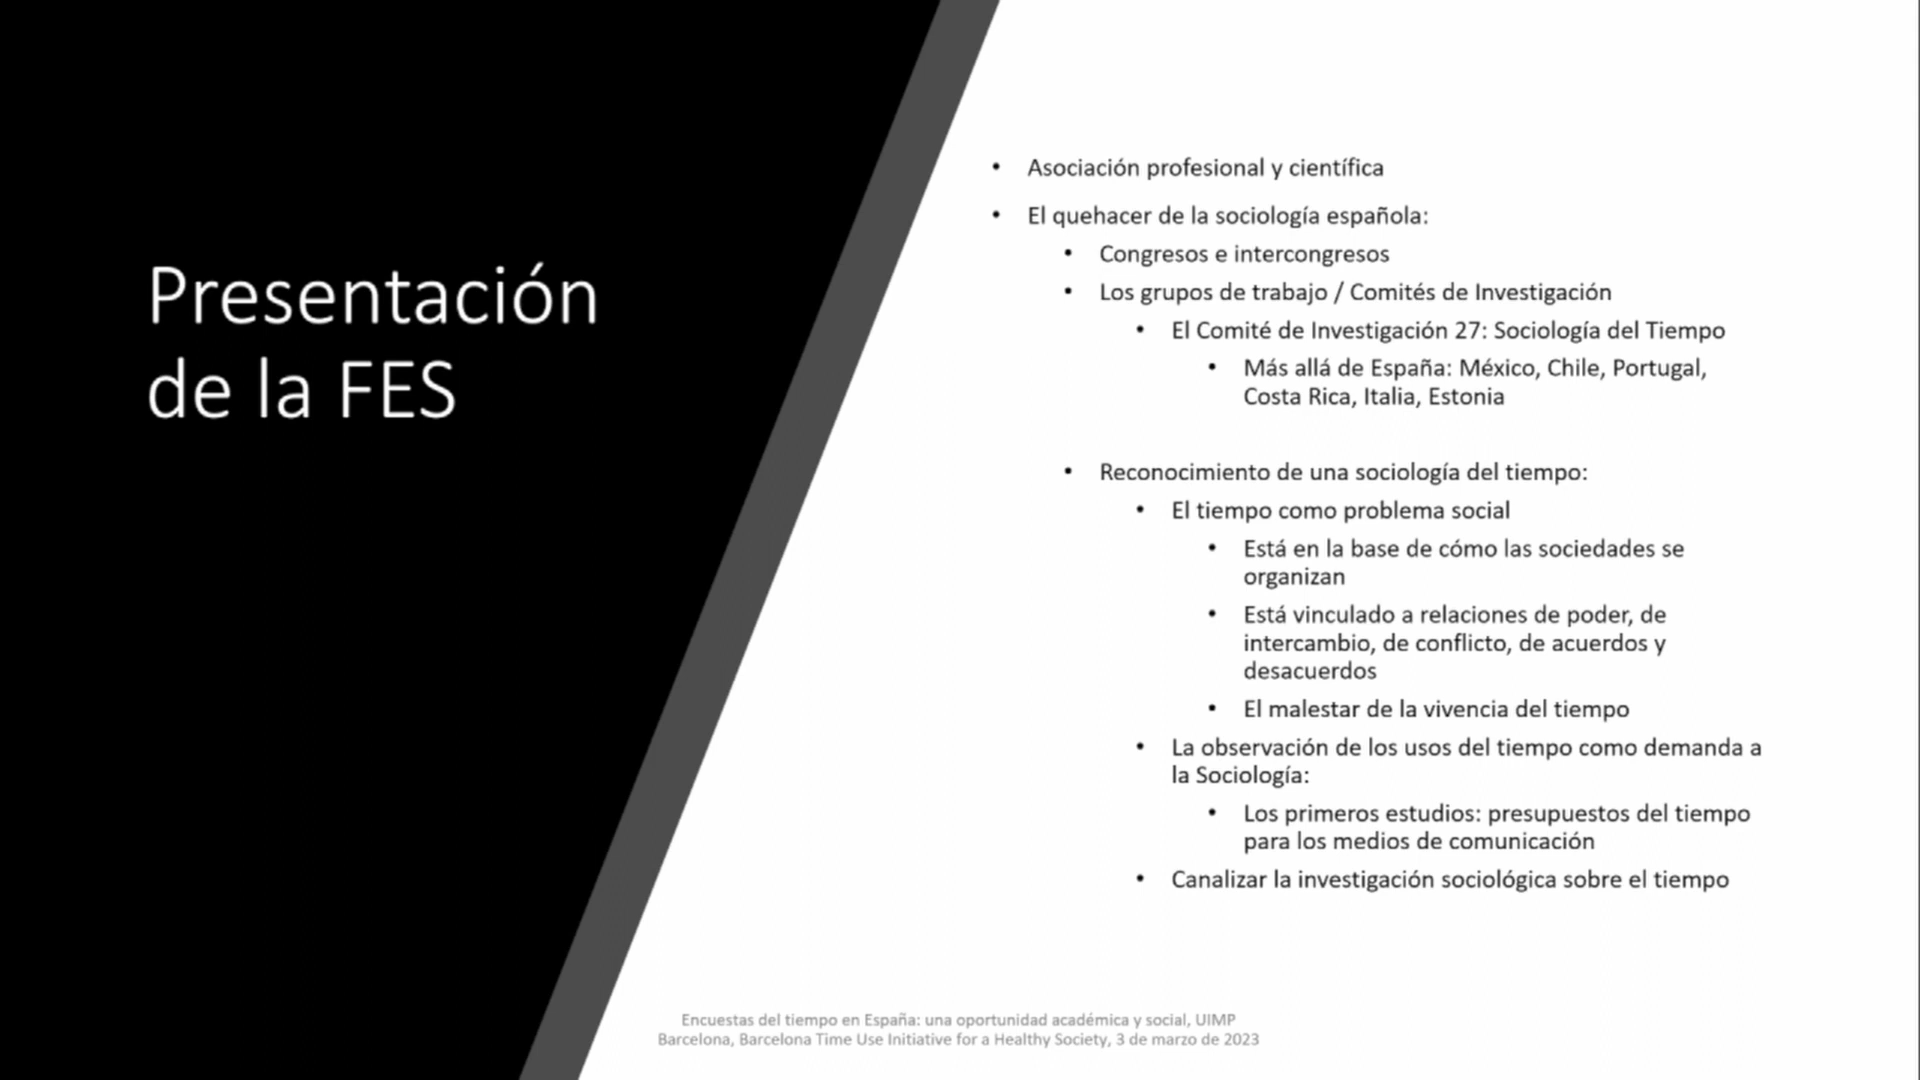 Presentación
de la FES
• Asociación profesional y científica
• El quehacer de la sociología española:
• Congresos e intercongresos
• Los grupos de trabajo / Comités de Investigación
• El Comité de Investigación 27: Sociología del Tiempo
• Más allá de España: México, Chile, Portugal,
Costa Rica, Italia, Estonia
• Reconocimiento de una sociología del tiempo:
• El tiempo como problema social
• Está en la base de cómo las sociedades se
organizan
• Está vinculado a relaciones de poder, de
intercambio, de conflicto, de acuerdos y
desacuerdos
• El malestar de la vivencia del tiempo
• La observación de los usos del tiempo como demanda a
la Sociología:
• Los primeros estudios: presupuestos del tiempo
para los medios de comunicación
• Canalizar la investigación sociológica sobre el tiempo
Encuestas del tiempo en España: una oportunidad académica y social, UIMP
Barcelona, Barcelona Time Use Initiative for a Healthy Society, 3 de marzo de 2023